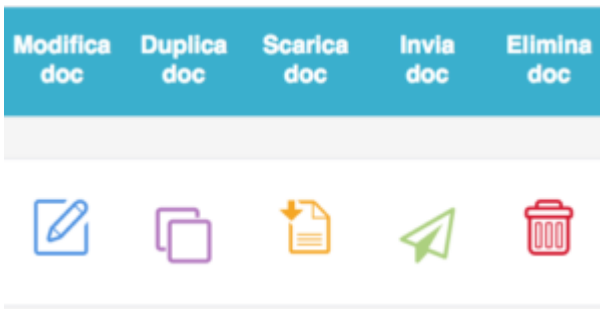 Modifica doc
Duplica doc
Scarica doc
Invia doc
Elimina doc